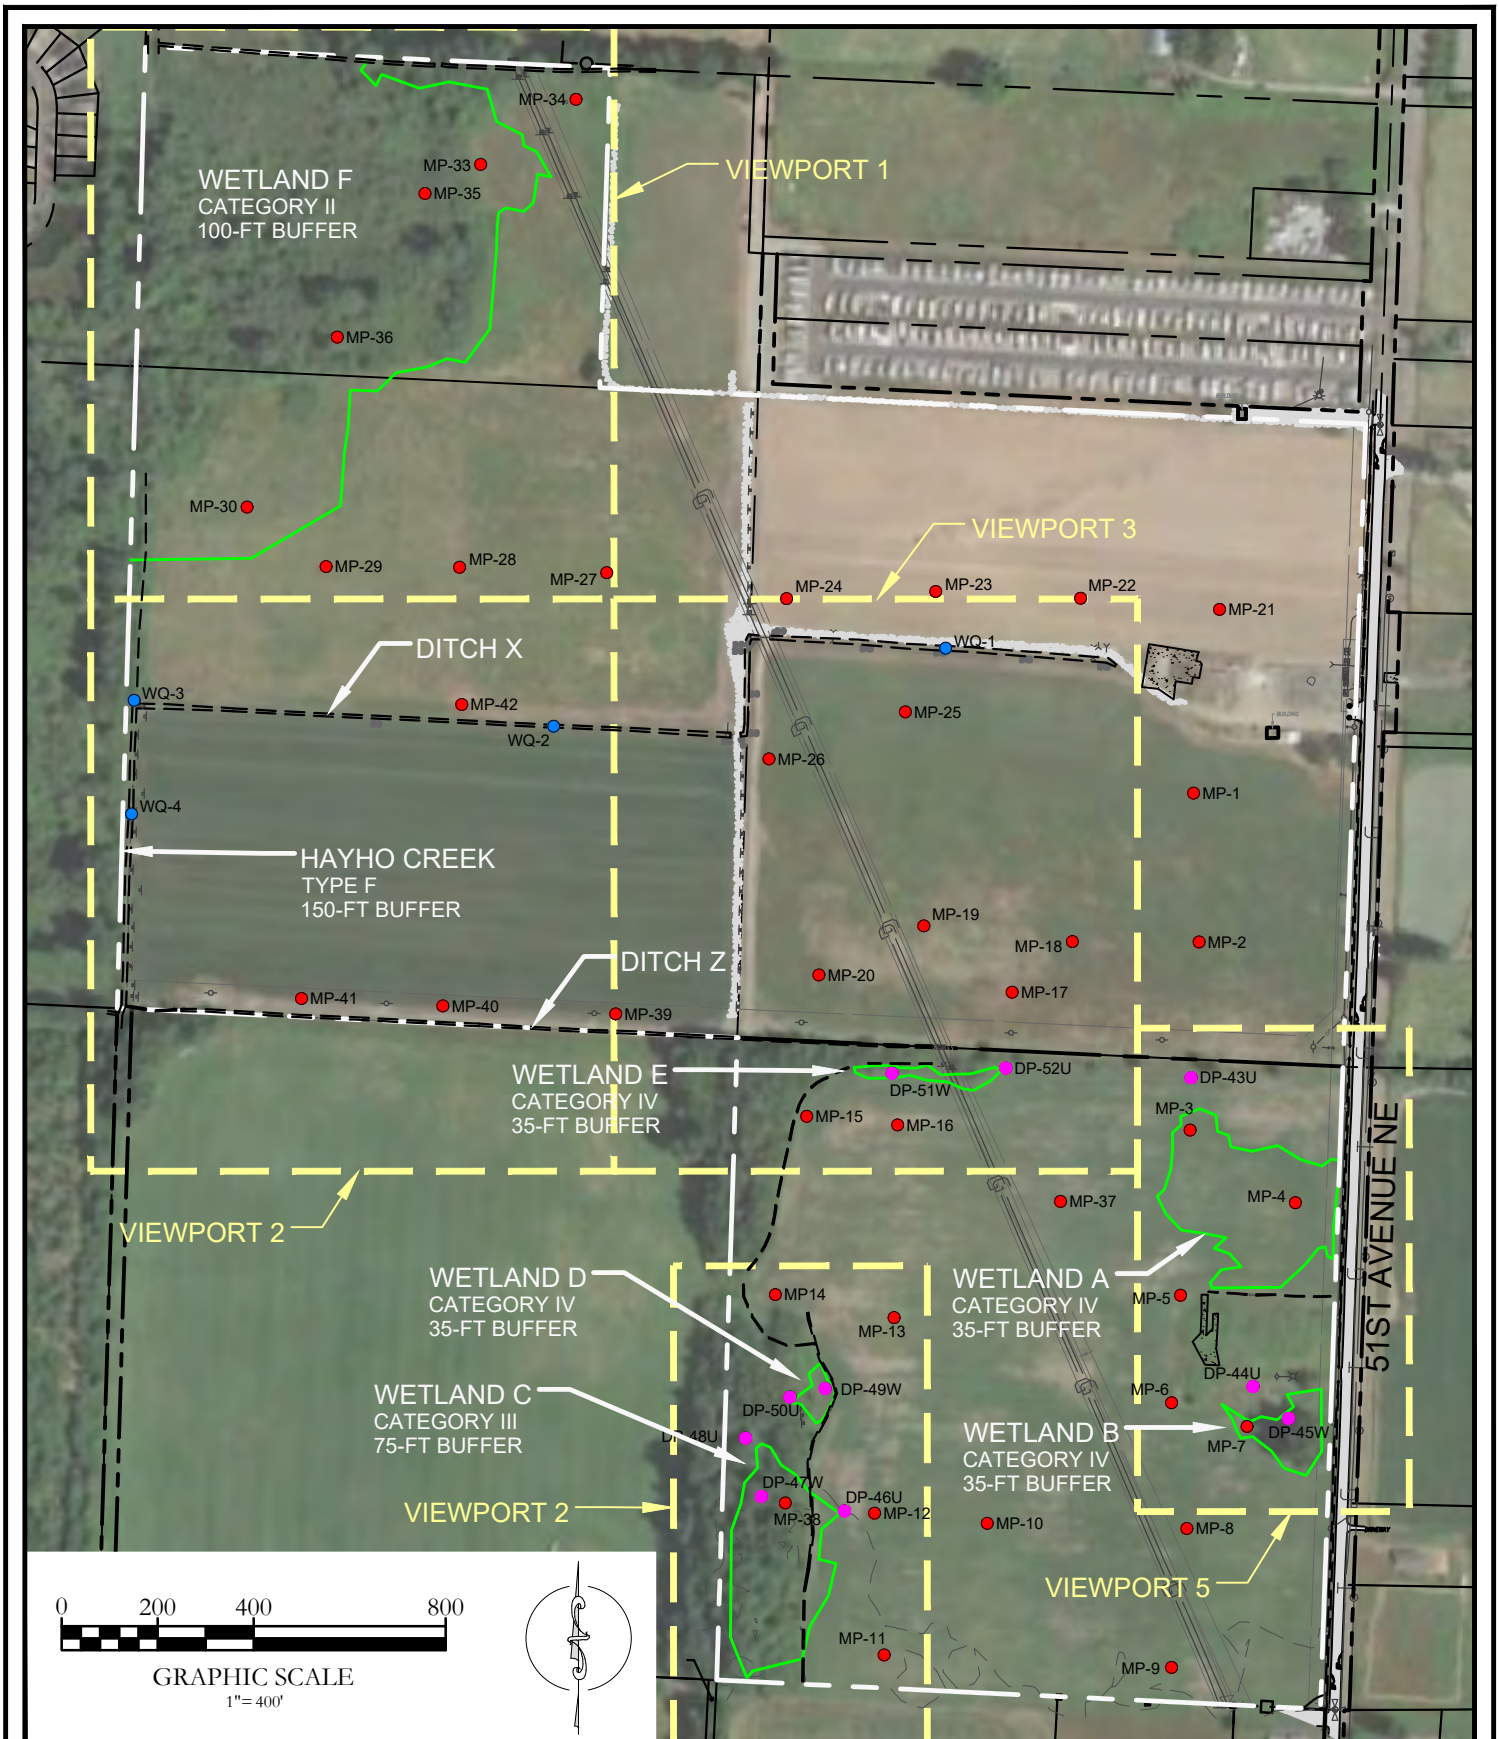 MP-34
MP-33
VIEWPORT 1
WETLAND F
CATEGORY II
100-FT BUFFER
MP-35
MP-36
BUILDING
MP-30
VIEWPORT 3
MP-29
MP-28
MP-27
MP-24
MP-23
MP-22
MP-21
DITCH X
WQ-1
WQ-3
MP-42
WQ-2
MP-25
BUILDING
MP-26
MP-1
WQ-4
HAYHO CREEK
TYPE F
150-FT BUFFER
MP-19
MP-18
MP-2
DITCH Z
MP-20
MP-17
MP-41
MP-40
MP-39
WETLAND E
CATEGORY IV
35-FT BUFFER
DP-51W
DP-52U
DP-43U
MP-3
MP-15
MP-16
51ST AVENUE NE
MP-37
MP-4
VIEWPORT 2
WETLAND D
CATEGORY IV
35-FT BUFFER
MP14
MP-13
WETLAND A
CATEGORY IV
35-FT BUFFER
MP-5
WETLAND C
CATEGORY III
75-FT BUFFER
DP-49W
DP-50U
DP-48U
DP-44U
MP-6
WETLAND B
CATEGORY IV
35-FT BUFFER
MP-7
DP-45W
DP-47W
MP-38
DP-46U
MP-12
MP-10
MP-8
VIEWPORT 2
VIEWPORT 5
MP-11
MP-9
0 200 400 800
GRAPHIC SCALE
1"= 400'